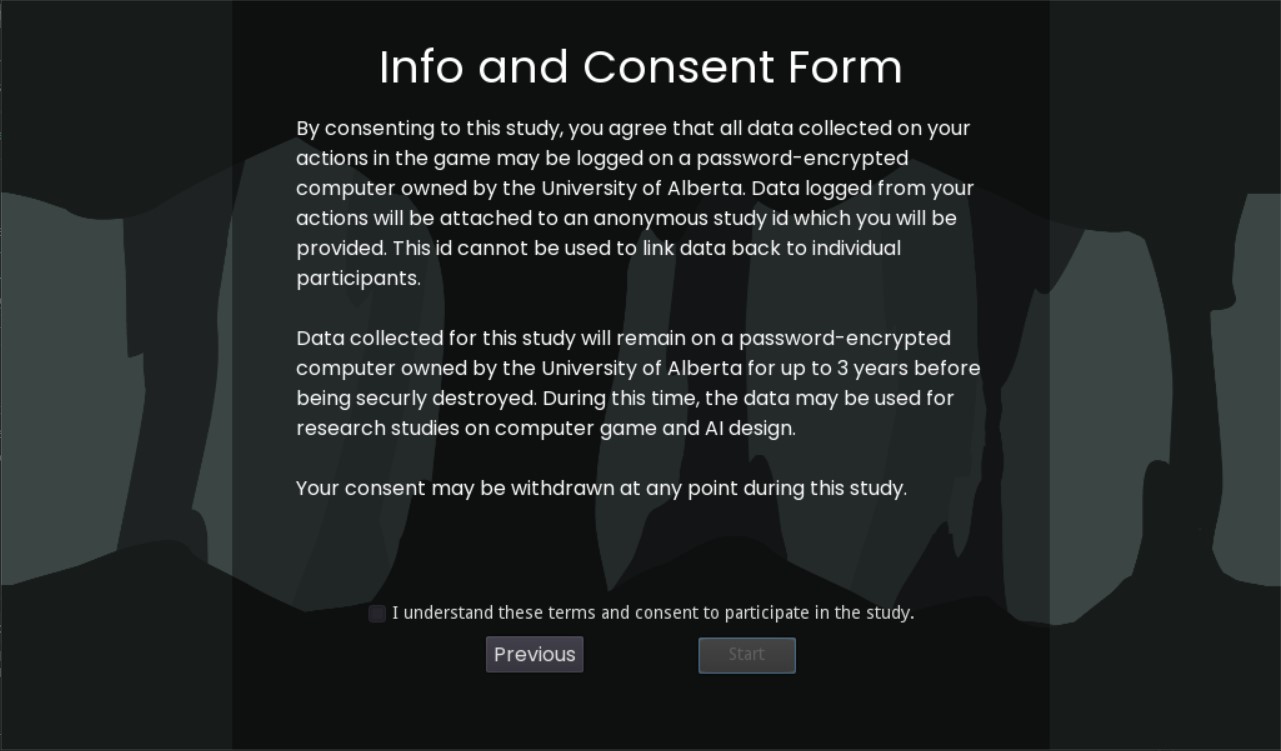 Info and Consent Form
By consenting to this study, you agree that all data collected on your
actions in the game may be logged on a password-encrypted
computer owned by the University of Alberta. Data logged from your
actions will be attached to an anonymous study id which you will be
provided. This id cannot be used to link data back to individual
participants.
Data collected for this study will remain on a password-encrypted
computer owned by the University of Alberta for up to 3 years before
being securly destroyed. During this time, the data may be used for
research studies on computer game and AI design.
Your consent may be withdrawn at any point during this study.
I understand these terms and consent to participate in the study.
Previous
Start